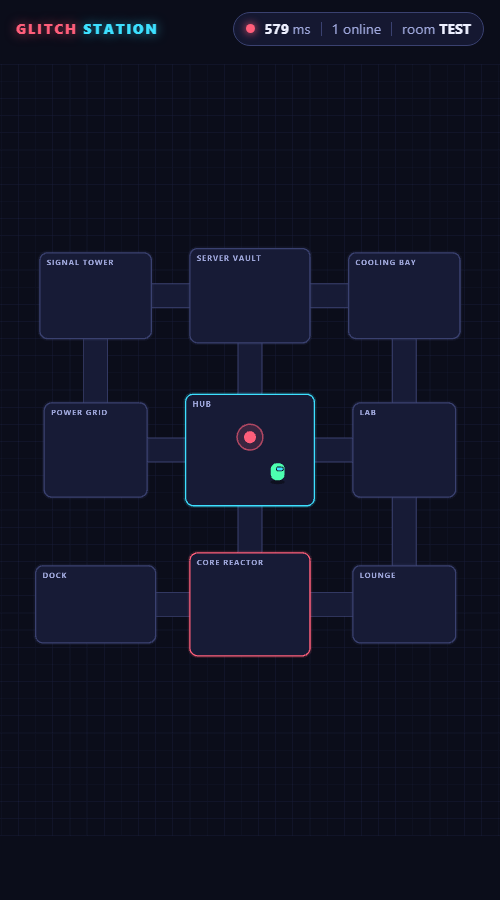 GLITCH STATION
579 ms
1 online
room TEST
SIGNAL TOWER
SERVER VAULT
COOLING BAY
POWER GRID
HUB
LAB
DOCK
CORE REACTOR
LOUNGE